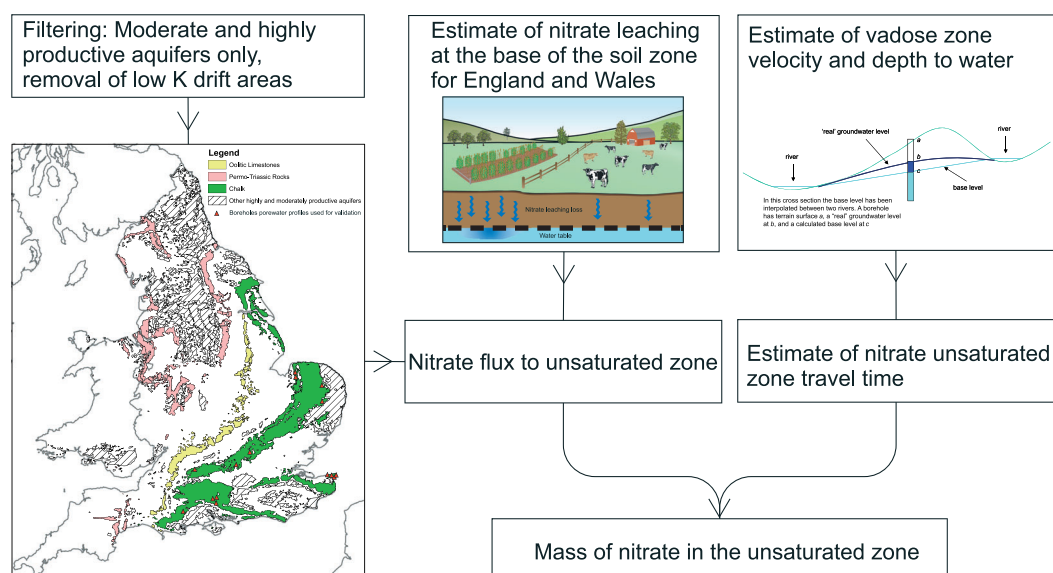 Filtering: Moderate and highly
productive aquifers only,
removal of low K drift areas
Legend
Oolitic Limestones
Permo-Triassic Rocks
Chalk
Other highly and moderately productive aquifers
Boreholes porewater profiles used for validation
Estimate of nitrate leaching
at the base of the soil zone
for England and Wales
Nitrate leaching loss
Water table
Estimate of vadose zone
velocity and depth to water
'real' groundwater level
a
river
river
b
c
base level
In this cross section the base level has been
interpolated between two rivers. A borehole
has terrain surface a, a "real" groundwater level
at b, and a calculated base level at c
Nitrate flux to unsaturated zone
Estimate of nitrate unsaturated
zone travel time
Mass of nitrate in the unsaturated zone